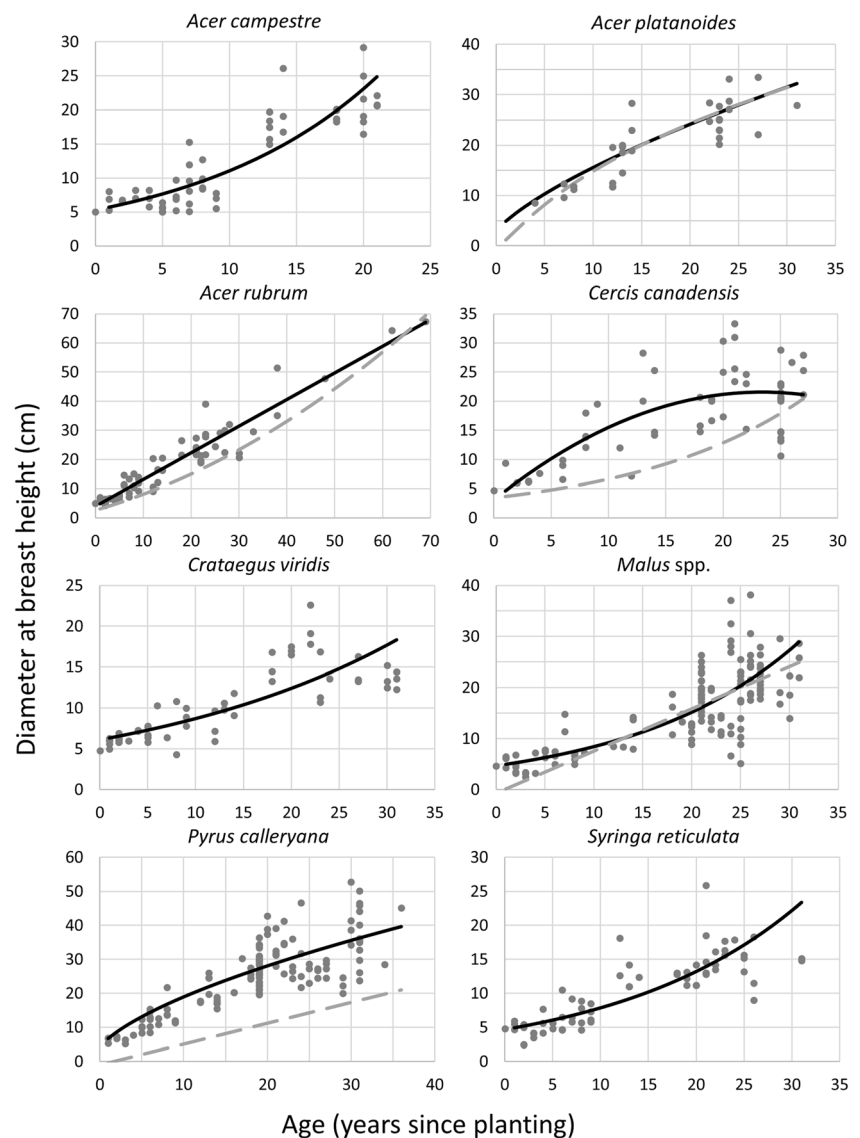 Acer campestre
30
25
20
15
10
5
0
0 5 10 15 20 25
Acer platanoides
40
30
20
10
0
0 5 10 15 20 25 30 35
Acer rubrum
70
60
50
40
30
20
10
0
0 10 20 30 40 50 60 70
Cercis canadensis
35
30
25
20
15
10
5
0
0 5 10 15 20 25 30
Crataegus viridis
25
20
15
10
5
0
0 5 10 15 20 25 30 35
Malus spp.
40
30
20
10
0
0 5 10 15 20 25 30 35
Pyrus calleryana
60
50
40
30
20
10
0
0 10 20 30 40
Syringa reticulata
30
25
20
15
10
5
0
0 5 10 15 20 25 30 35
Diameter at breast height (cm)
Age (years since planting)